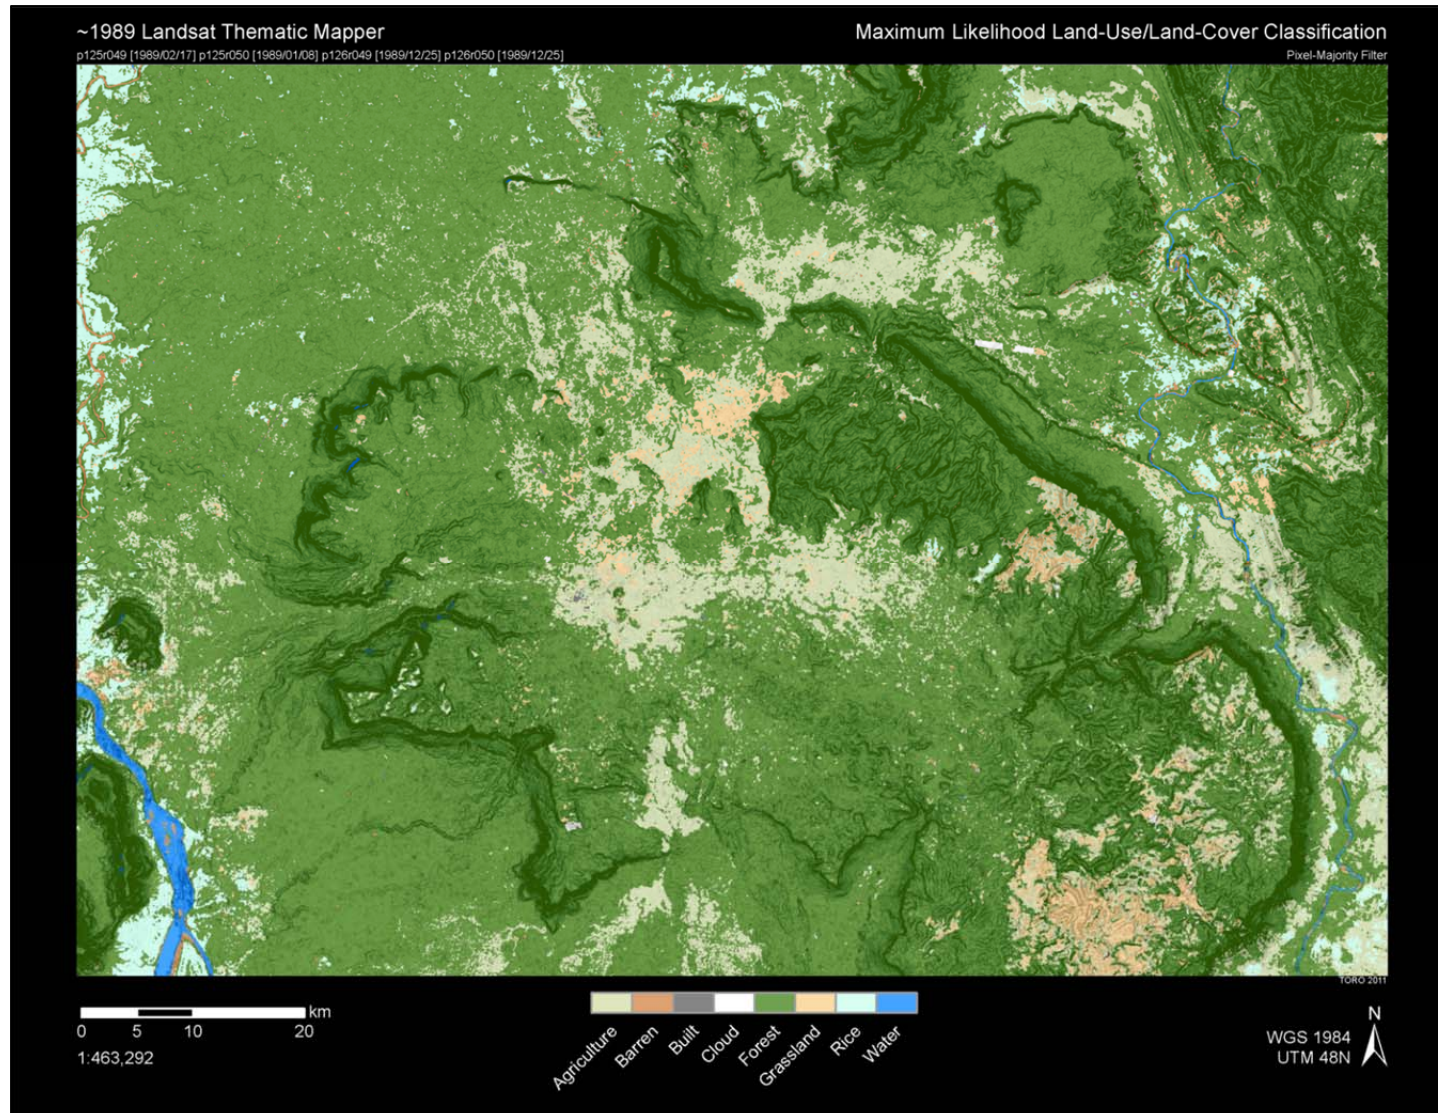 ~1989 Landsat Thematic Mapper
Maximum Likelihood Land-Use/Land-Cover Classification
p125r049 [1989/02/17] p125r050 [1989/01/08] p126r049 [1989/12/25] p126r050 [1989/12/25]
Pixel-Majority Filter
TORO 2011
km
0 5 10 20
1:463,292
Agriculture
Barren
Built
Cloud
Forest
Grassland
Rice
Water
N
WGS 1984
UTM 48N